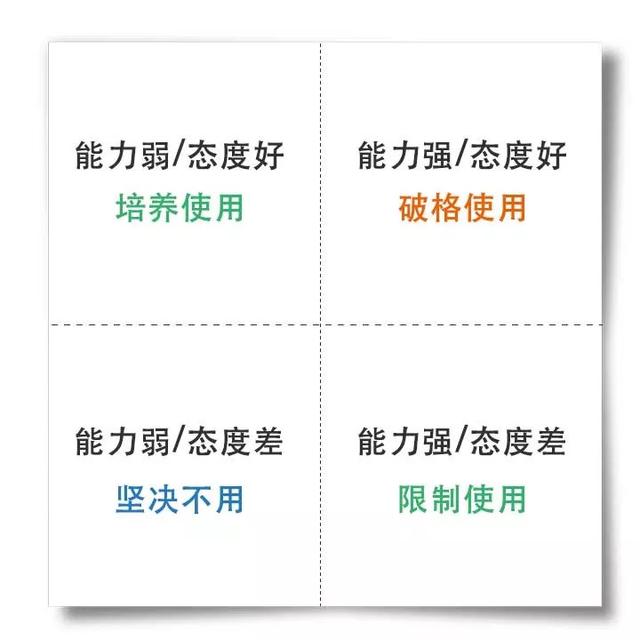 能力弱/态度好
培养使用
能力强/态度好
破格使用
能力弱/态度差
坚决不用
能力强/态度差
限制使用